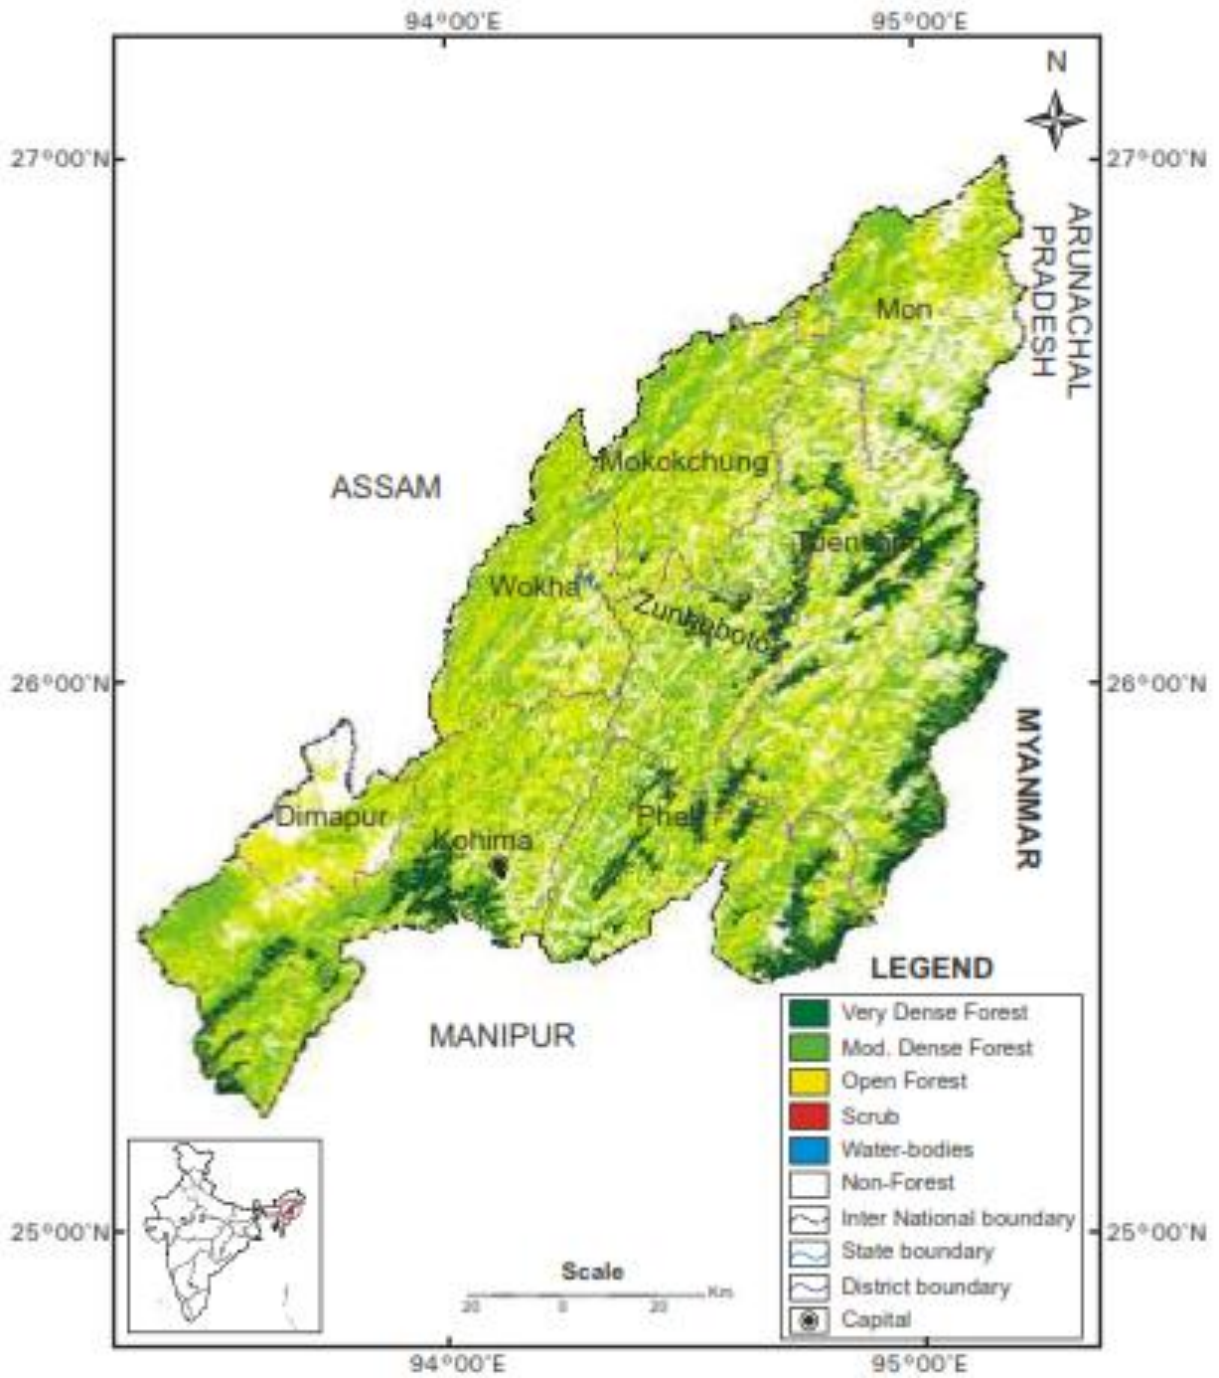 94°00'E 95°00'E
N
27°00'N 27°00'N
ARUNACHAL
PRADESH
Mon
Mokokchung
ASSAM
Wokha
Zunheboto
26°00'N 26°00'N
MYANMAR
Dimapur
Kohima
LEGEND
MANIPUR
Very Dense Forest
Mod. Dense Forest
Open Forest
Scrub
Water-bodies
Non-Forest
Inter National boundary
State boundary
District boundary
Capital
25°00'N 25°00'N
Scale
20 0 20 Km
94°00'E 95°00'E